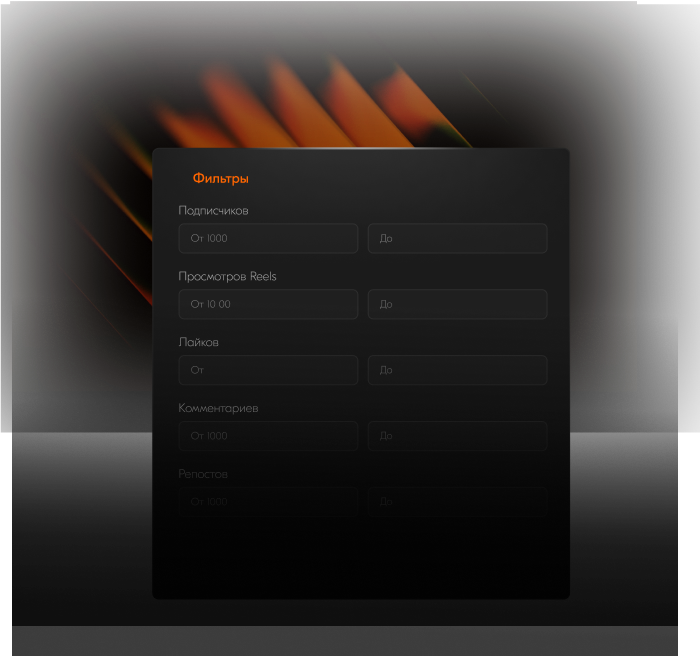 Фильтры
Подписчиков
От 1000 До
Просмотров Reels
От 10 00 До
Лайков
От До
Комментариев
От 1000 До
Репостов
От 1000 До